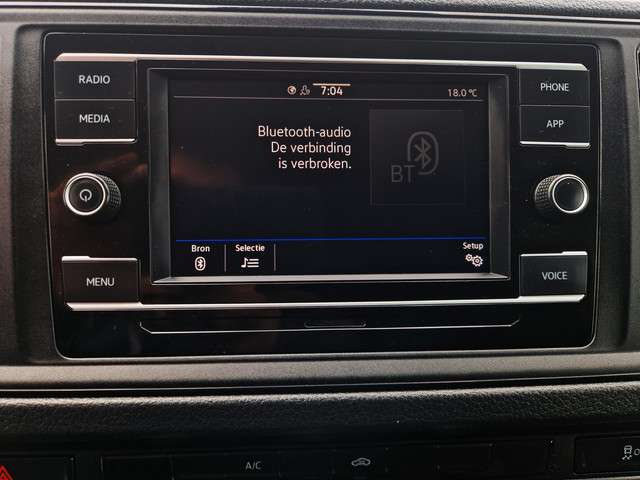 RADIO
MEDIA
MENU
7:04
18.0 °C
Bluetooth-audio
De verbinding
is verbroken.
BT
Bron
Selectie
Setup
PHONE
APP
VOICE
A/C